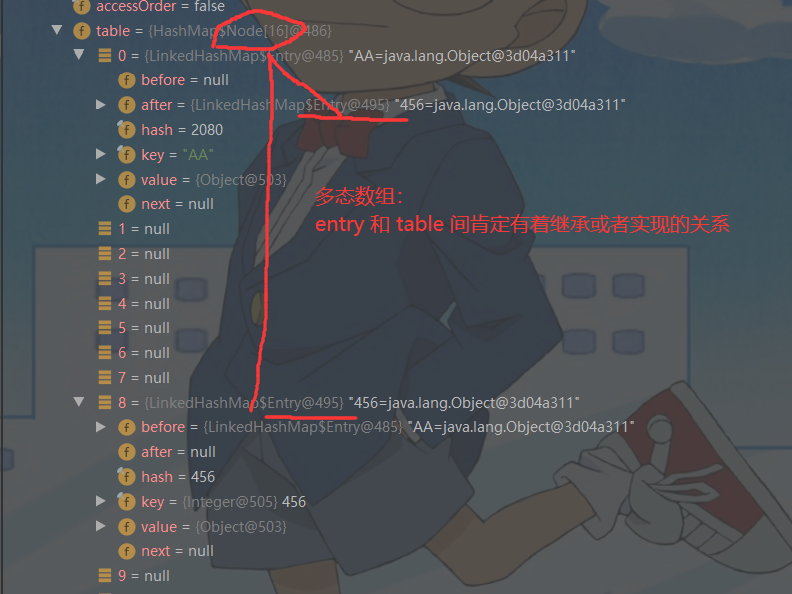 accessOrder = false
table = {HashMap$Node[16]@486}
0 = {LinkedHashMap$Entry@485} "AA=java.lang.Object@3d04a311"
before = null
after = {LinkedHashMap$Entry@495} "456=java.lang.Object@3d04a311"
hash = 2080
key = "AA"
value = {Object@503}
next = null
多态数组：
entry 和 table 间肯定有着继承或者实现的关系
1 = null
2 = null
3 = null
4 = null
5 = null
6 = null
7 = null
8 = {LinkedHashMap$Entry@495} "456=java.lang.Object@3d04a311"
before = {LinkedHashMap$Entry@485} "AA=java.lang.Object@3d04a311"
after = null
hash = 456
key = {Integer@505} 456
value = {Object@503}
next = null
9 = null